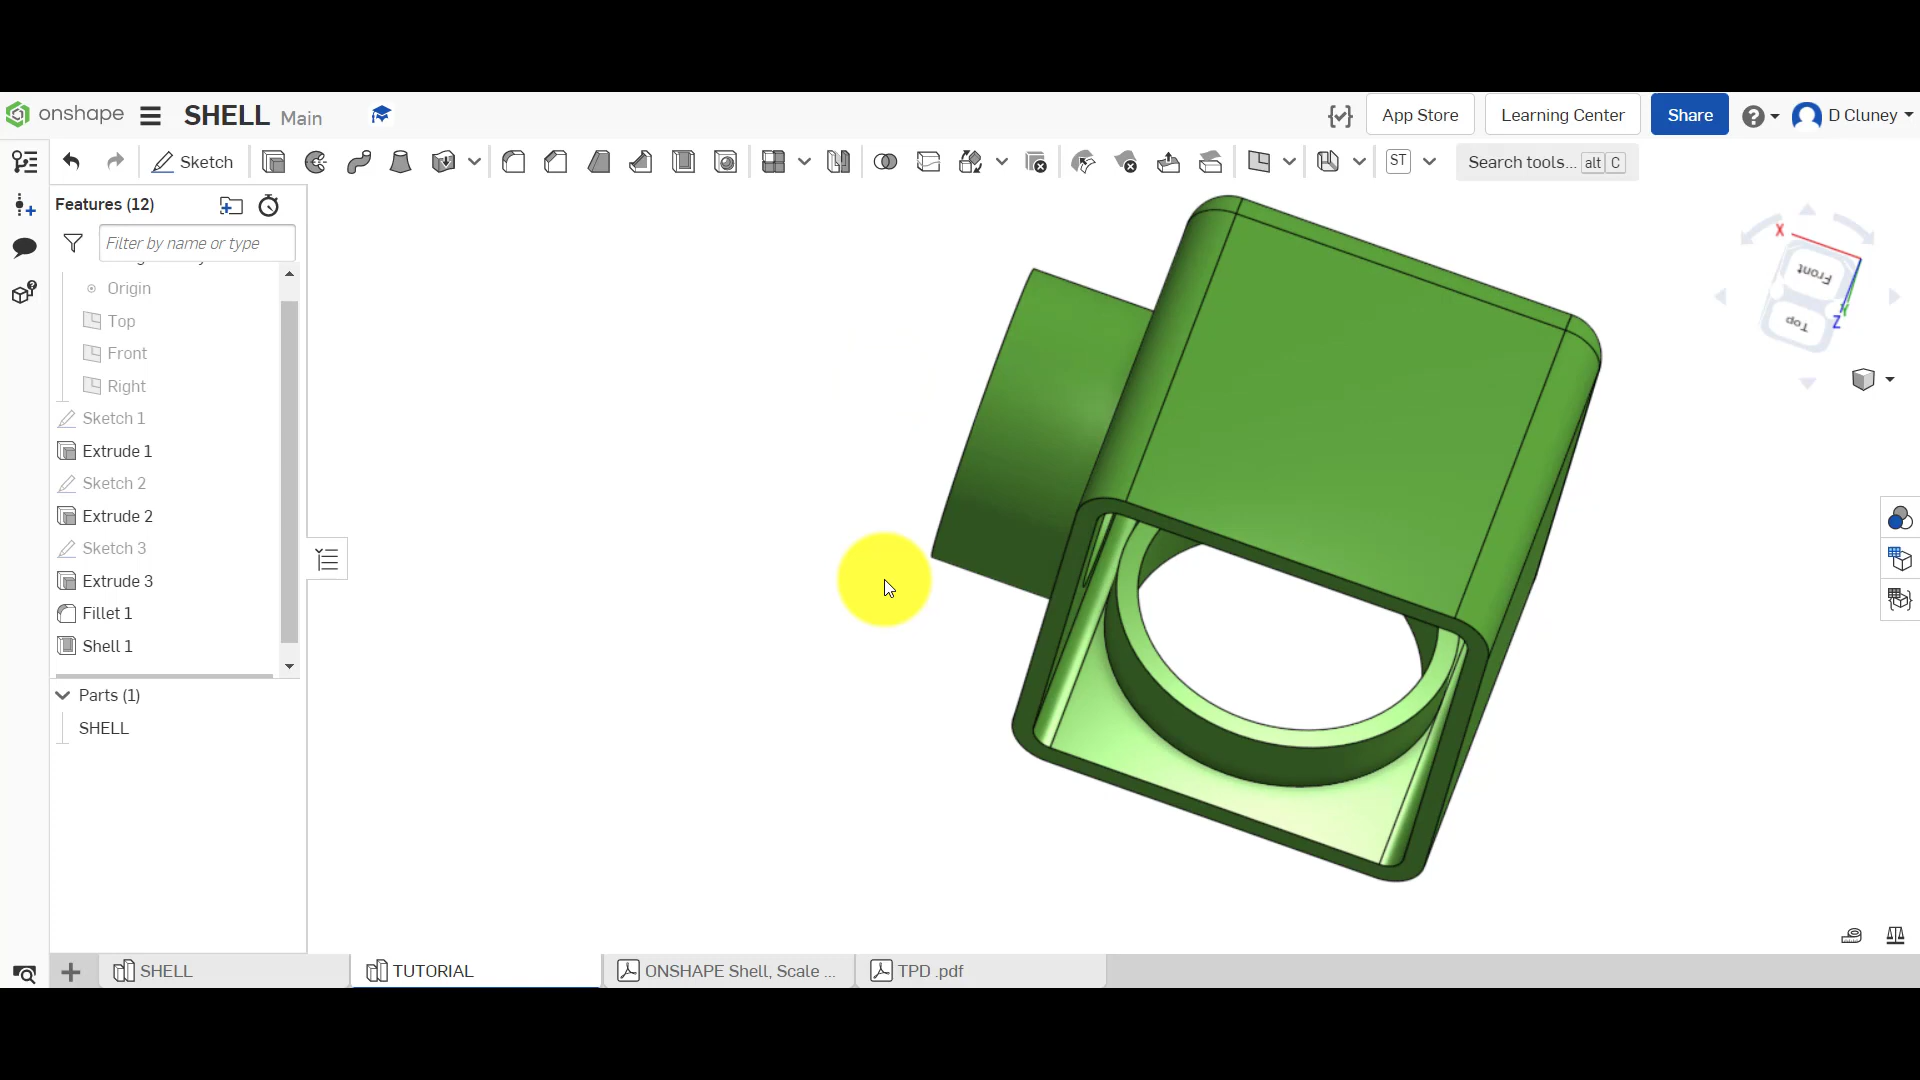 onshape SHELL Main App Store Learning Center Share D Cluney
Sketch ST Search tools... alt C
Features (12)
Filter by name or type
Origin
Top
Front
Right
Sketch 1
Extrude 1
Sketch 2
Extrude 2
Sketch 3
Extrude 3
Fillet 1
Shell 1
Parts (1)
SHELL
X
Front
Top
Z
SHELL TUTORIAL ONSHAPE Shell, Scale ... TPD .pdf